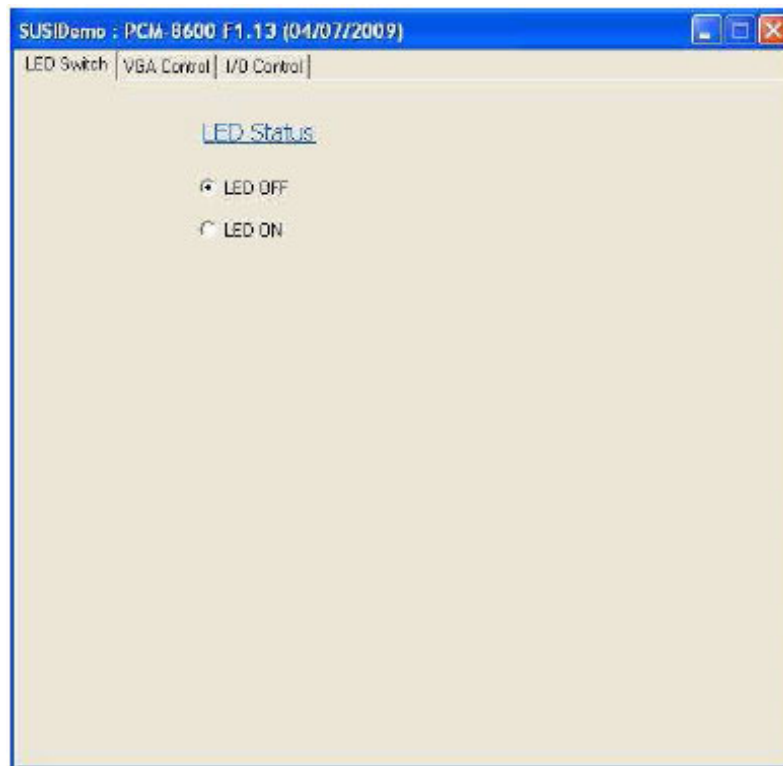 SUSIDemo : PCM-8600 F1.13 (04/07/2009)
LED Switch VGA Control I/O Control
LED Status
LED OFF
LED ON